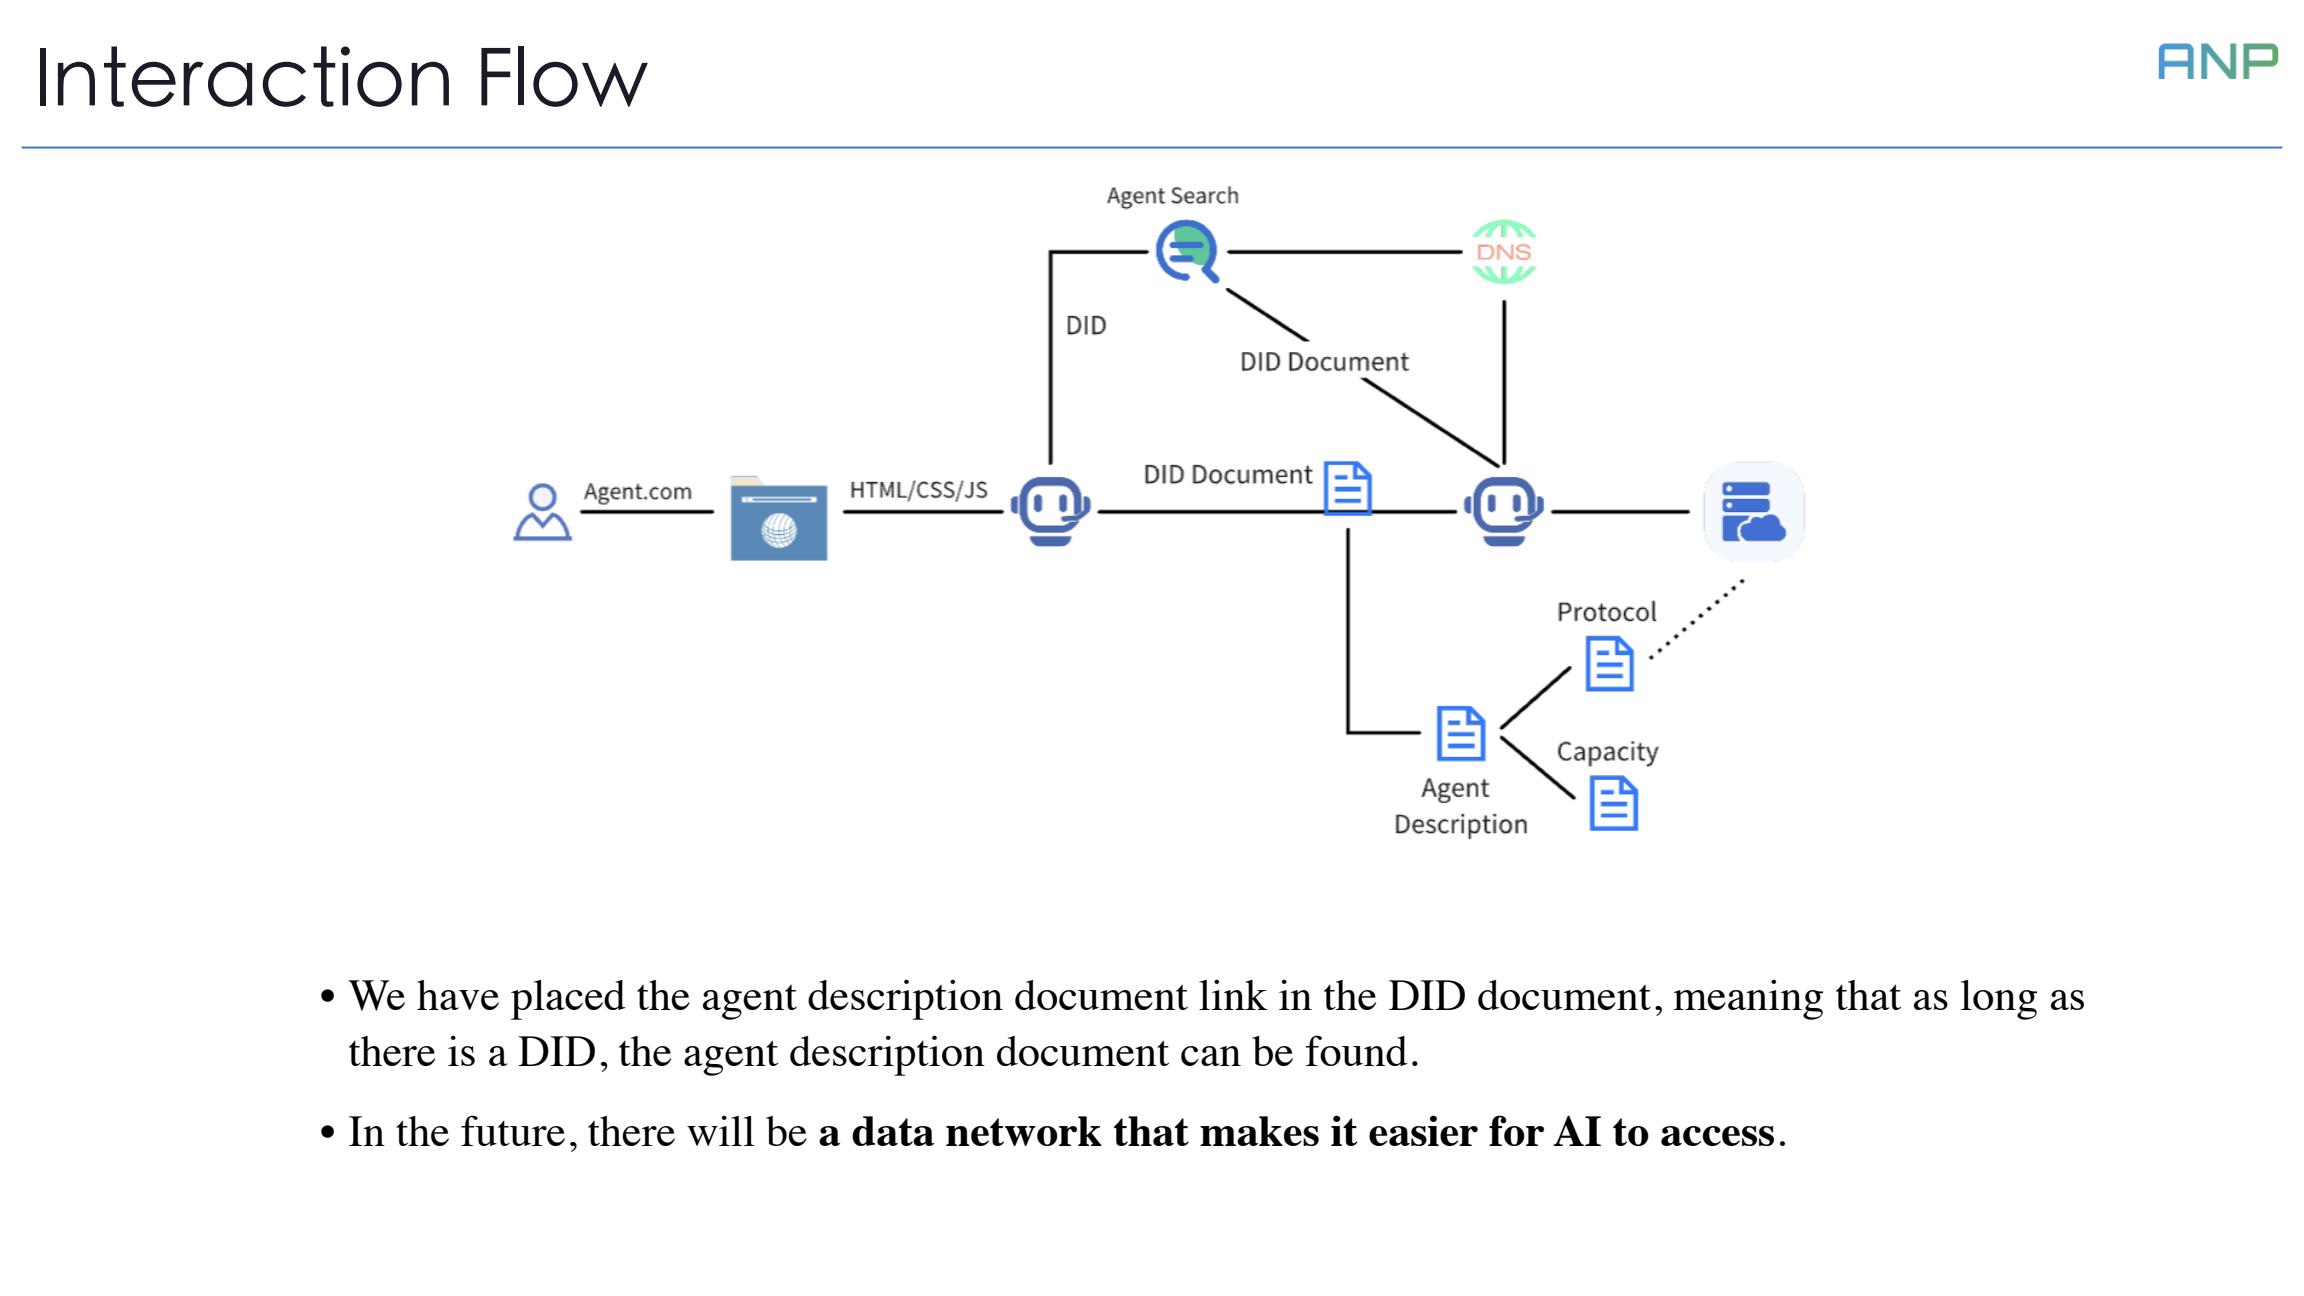 Interaction Flow
ANP
Agent Search
DNS
DID
DID Document
Agent.com
HTML/CSS/JS
DID Document
Protocol
Capacity
Agent
Description
• We have placed the agent description document link in the DID document, meaning that as long as
there is a DID, the agent description document can be found.
• In the future, there will be a data network that makes it easier for AI to access.